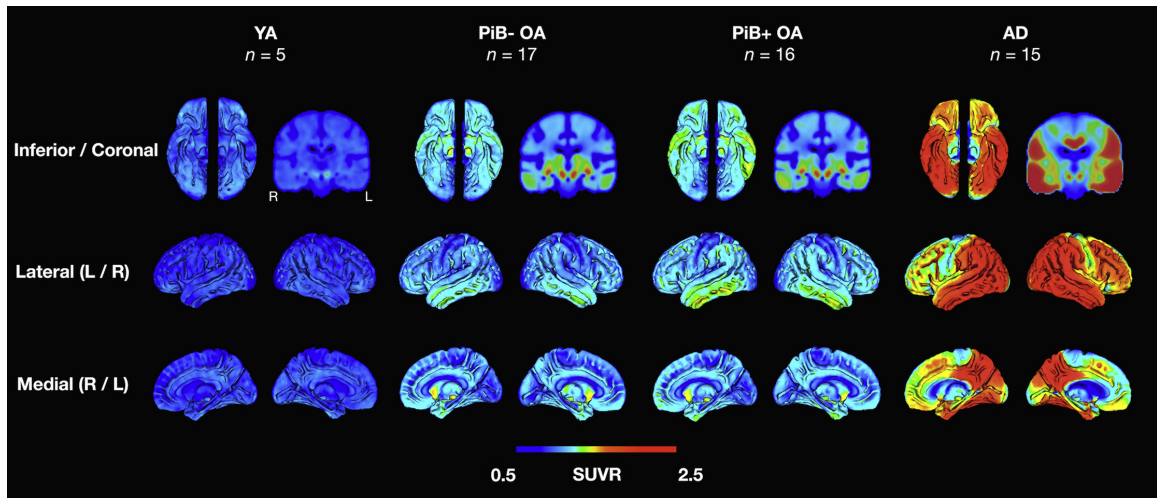 YA
n = 5
PiB- OA
n = 17
PiB+ OA
n = 16
AD
n = 15
Inferior / Coronal
R
L
Lateral (L / R)
Medial (R / L)
0.5 SUVR 2.5